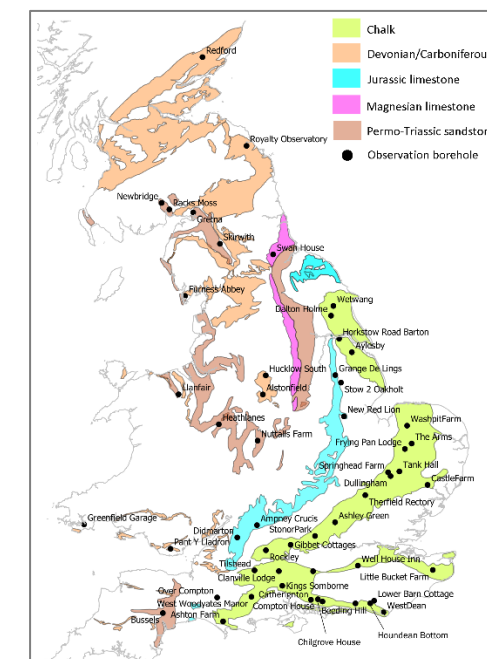 Chalk
Devonian/Carboniferou
Jurassic limestone
Magnesian limestone
Permo-Triassic sandston
Observation borehole
Redford
Royalty Observatory
Newbridge
Racks Moss
Gretna
Skirwith
Swan House
Furness Abbey
Wetwang
Dalton Holme
Horkstow Road Barton
Aylesby
Hucklow South
Grange De Lings
Alstonfield
Stow 2 Oakholt
Llanfair
New Red Lion
Heathlanes
Nuttalls Farm
WashpitFarm
The Arms
Frying Pan Lodge
Springhead Farm
Tank Hall
Dullingham
CastleFarm
Therfield Rectory
Greenfield Garage
Ampney Crucis
Ashley Green
Didmarton
StonorPark
Pant Y Lladron
Gibbet Cottages
Rockley
Well House Inn
Tilshead
Clanville Lodge
Little Bucket Farm
Kings Somborne
Over Compton
Catherington
Lower Barn Cottage
West Woodyates Manor
Compton House
WestDean
Ashton Farm
Beeding Hill
Bussels
Houndean Bottom
Chilgrove House